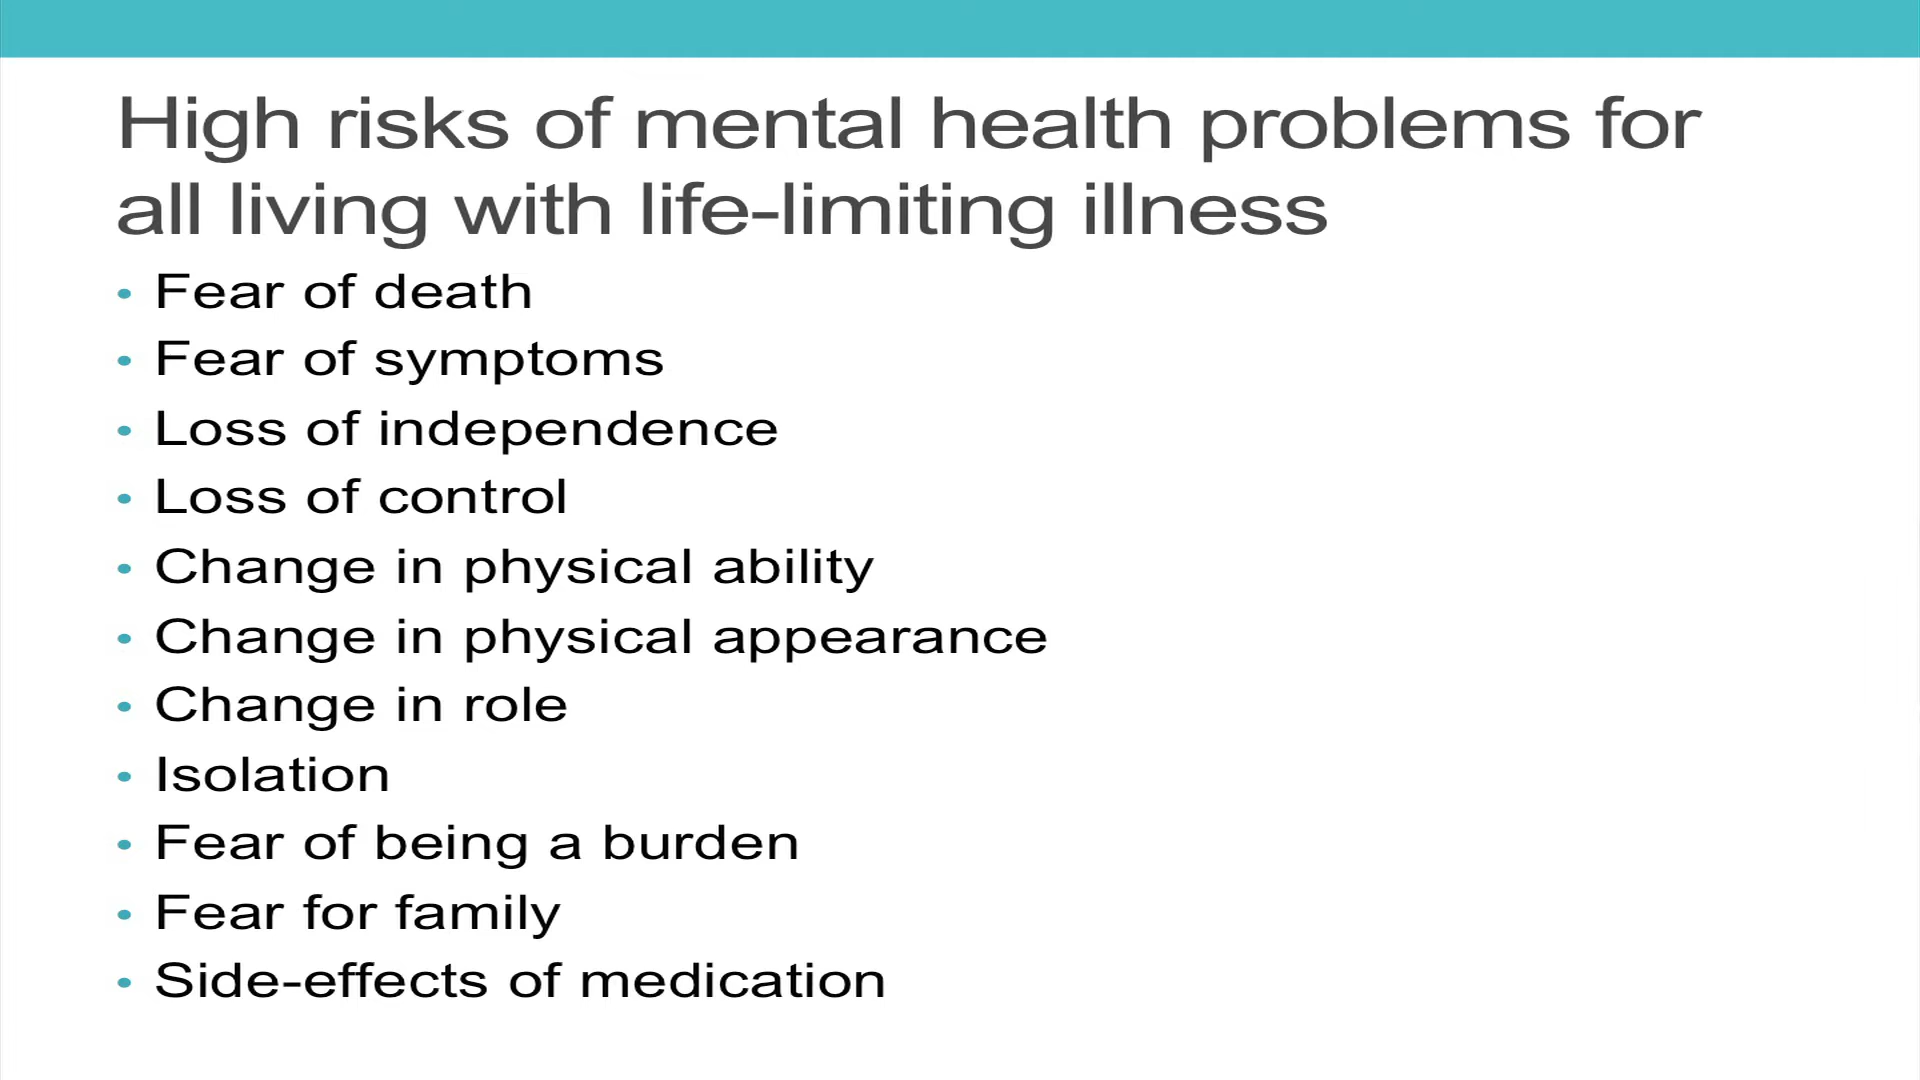 High risks of mental health problems for
all living with life-limiting illness
• Fear of death
• Fear of symptoms
• Loss of independence
• Loss of control
• Change in physical ability
• Change in physical appearance
• Change in role
• Isolation
• Fear of being a burden
• Fear for family
• Side-effects of medication